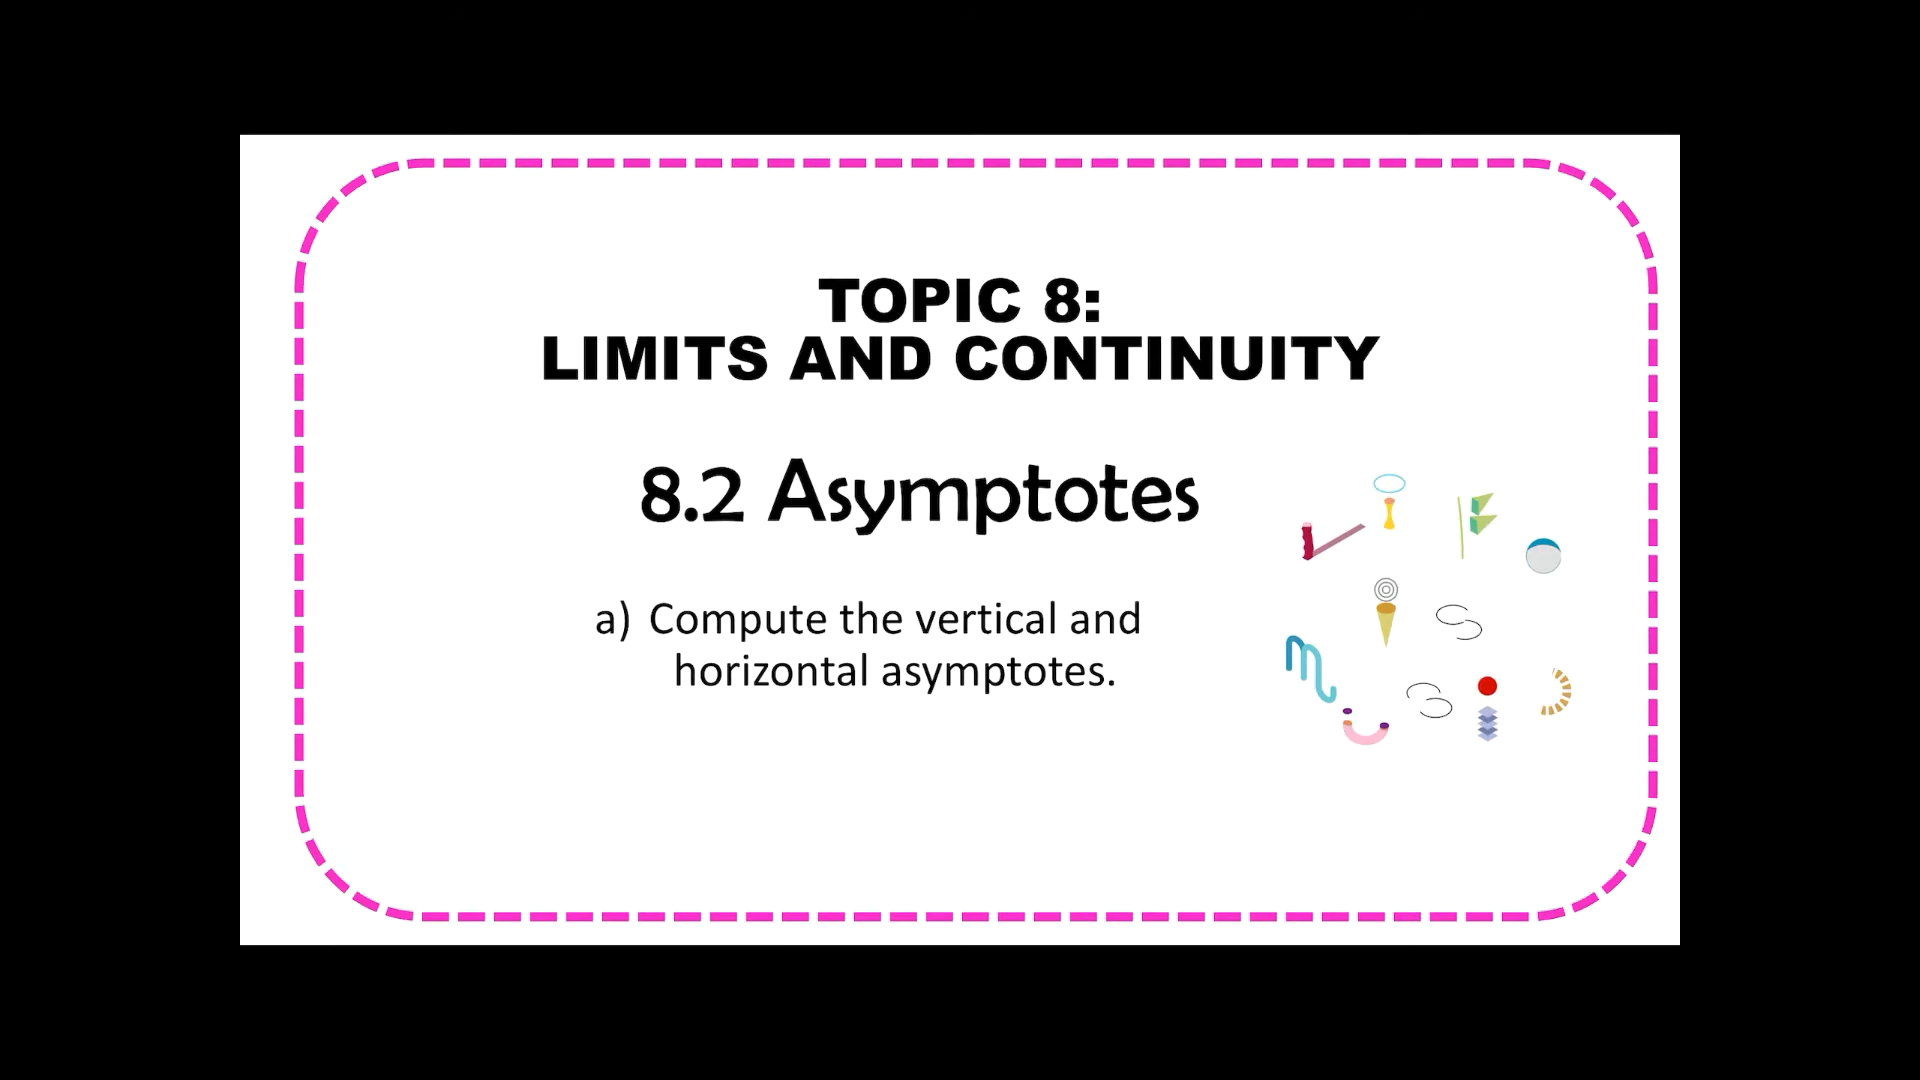 TOPIC 8:
LIMITS AND CONTINUITY
8.2 Asymptotes
a) Compute the vertical and
horizontal asymptotes.